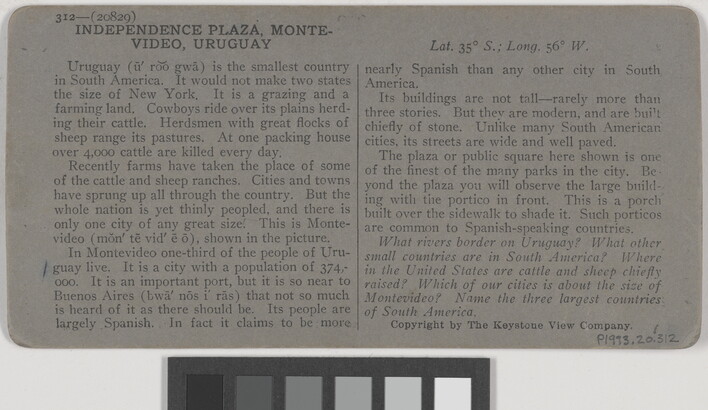 312—(20829)
INDEPENDENCE PLAZA, MONTE-
VIDEO, URUGUAY
Uruguay (ū' rōō gwā) is the smallest country
in South America. It would not make two states
the size of New York. It is a grazing and a
farming land. Cowboys ride over its plains herd-
ing their cattle. Herdsmen with great flocks of
sheep range its pastures. At one packing house
over 4,000 cattle are killed every day.
Recently farms have taken the place of some
of the cattle and sheep ranches. Cities and towns
have sprung up all through the country. But the
whole nation is yet thinly peopled, and there is
only one city of any great size. This is Monte-
video (mŏn' tē vid' ē ō), shown in the picture.
In Montevideo one-third of the people of Uru-
guay live. It is a city with a population of 374,-
000. It is an important port, but it is so near to
Buenos Aires (bwā' nōs ī' rās) that not so much
is heard of it as there should be. Its people are
largely Spanish. In fact it claims to be more
Lat. 35° S.; Long. 56° W.
nearly Spanish than any other city in South
America.
Its buildings are not tall—rarely more than
three stories. But they are modern, and are built
chiefly of stone. Unlike many South American
cities, its streets are wide and well paved.
The plaza or public square here shown is one
of the finest of the many parks in the city. Be-
yond the plaza you will observe the large build-
ing with the portico in front. This is a porch
built over the sidewalk to shade it. Such porticos
are common to Spanish-speaking countries.
What rivers border on Uruguay? What other
small countries are in South America? Where
in the United States are cattle and sheep chiefly
raised? Which of our cities is about the size of
Montevideo? Name the three largest countries
of South America.
Copyright by The Keystone View Company.
P1933.20.312